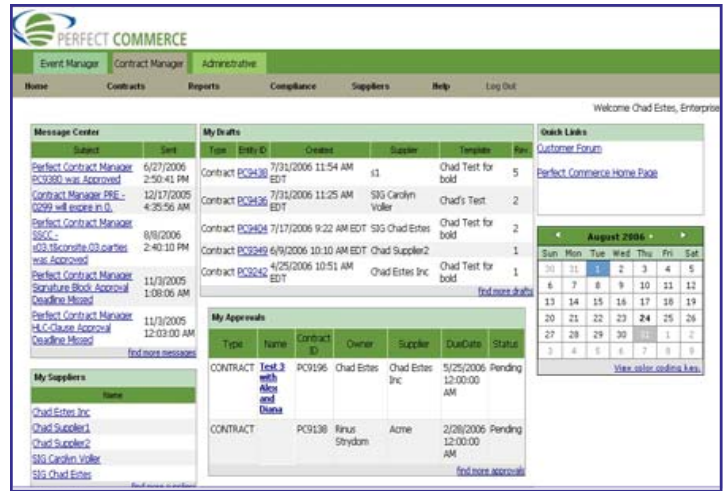 PERFECT COMMERCE
Event Manager Contract Manager Administrative
Home Contracts Reports Compliance Suppliers Help Log Out
Welcome Chad Estes, Enterprise
Message Center
Subject Sent
Perfect Contract Manager 6/27/2006
PC9380 was Approved 2:50:41 PM
Contract Manager PRE - 12/17/2005
0299 will expire in 0. 4:35:56 AM
Perfect Contract Manager
SSCC - 8/8/2006
s03.t&consite.03.parties 2:40:10 PM
was Approved
Perfect Contract Manager
Signature Block Approval 11/3/2005
Deadline Missed 1:08:06 AM
Perfect Contract Manager
HLC-Clause Approval 11/3/2005
Deadline Missed 12:03:00 AM
find more messages
My Suppliers
Name
Chad Estes Inc
Chad Supplier1
Chad Supplier2
SIG Carolyn Voller
SIG Chad Estes
find more suppliers
My Drafts
Type Entity ID Created Supplier Template Rev
Contract PC9438 7/31/2006 11:54 AM EDT s1 Chad Test for bold 5
Contract PC9436 7/31/2006 11:25 AM EDT SIG Carolyn Voller Chad's Test 2
Contract PC9404 7/17/2006 9:22 AM EDT SIG Chad Estes Chad Test for bold 2
Contract PC9349 6/9/2006 10:10 AM EDT Chad Supplier2 1
Contract PC9242 4/25/2006 10:51 AM EDT Chad Estes Inc Chad Test for bold 1
find more drafts
My Approvals
Type Name Contract ID Owner Supplier DueDate Status
CONTRACT Test 3 with Alex and Diana PC9196 Chad Estes Chad Estes Inc 5/25/2006 12:00:00 AM Pending
CONTRACT PC9138 Rinus Strydom Acme 2/28/2006 12:00:00 AM Pending
find more approvals
Quick Links
Customer Forum
Perfect Commerce Home Page
August 2006
Sun Mon Tue Wed Thu Fri Sat
30 31 1 2 3 4 5
6 7 8 9 10 11 12
13 14 15 16 17 18 19
20 21 22 23 24 25 26
27 28 29 30 31 1 2
3 4 5 6 7 8 9
View color coding key.